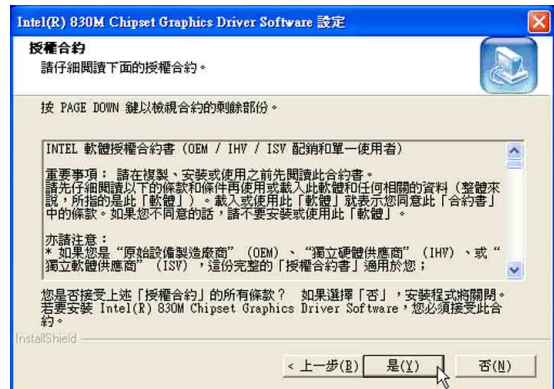 Intel(R) 830M Chipset Graphics Driver Software 設定
授權合約
請仔細閱讀下面的授權合約。
按 PAGE DOWN 鍵以檢視合約的剩餘部份。
INTEL 軟體授權合約書 (OEM / IHV / ISV 配銷和單一使用者)
重要事項： 請在複製、安裝或使用之前先閱讀此合約書。
請先仔細閱讀以下的條款和條件再使用或載入此軟體和任何相關的資料 (整體來
說，所指的是此「軟體」) 。載入或使用此「軟體」就表示您同意此「合約書」
中的條款。如果您不同意的話，請不要安裝或使用此「軟體」。
亦請注意：
* 如果您是 “原始設備製造廠商” (OEM) 、 “獨立硬體供應商” (IHV) 、或 “
獨立軟體供應商” (ISV) ，這份完整的「授權合約書」適用於您；
您是否接受上述「授權合約」的所有條款？ 如果選擇「否」，安裝程式將關閉。
若要安裝 Intel(R) 830M Chipset Graphics Driver Software，您必須接受此合
約。
InstallShield
< 上一步(B) 是(Y) 否(N)